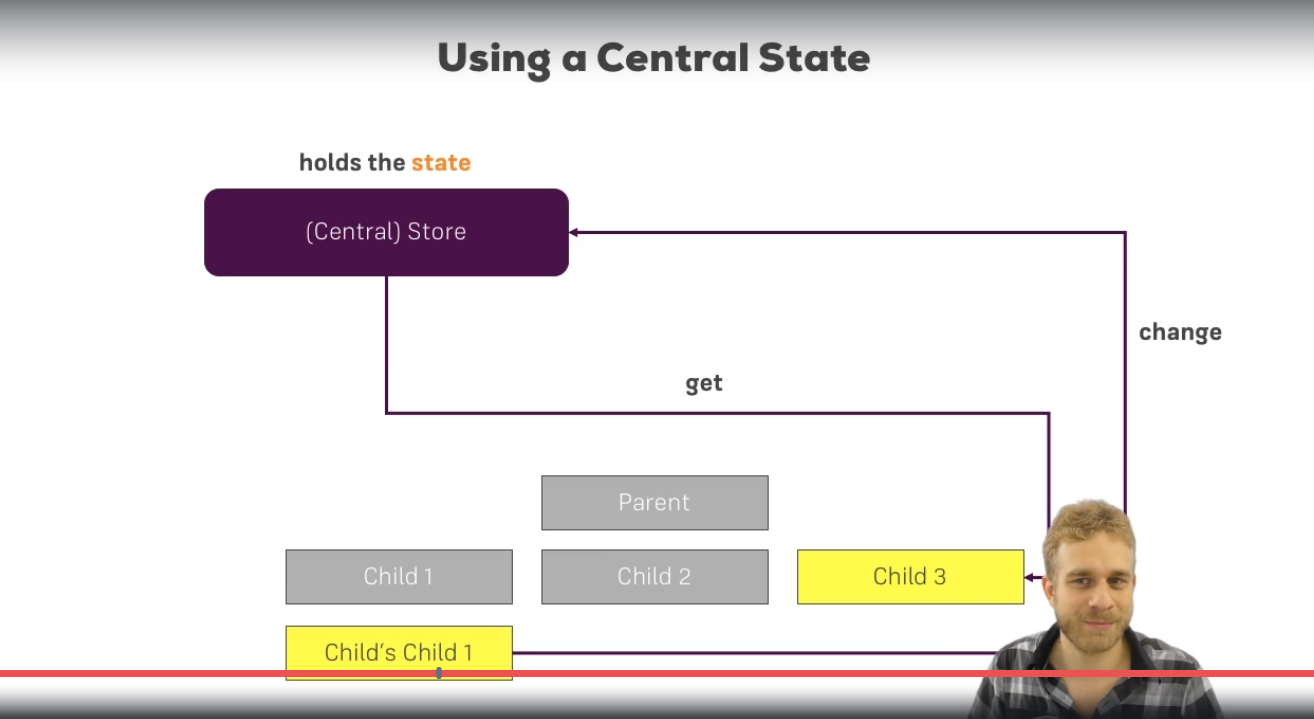 Using a Central State
holds the state
(Central) Store
change
get
Parent
Child 1
Child 2
Child 3
Child's Child 1